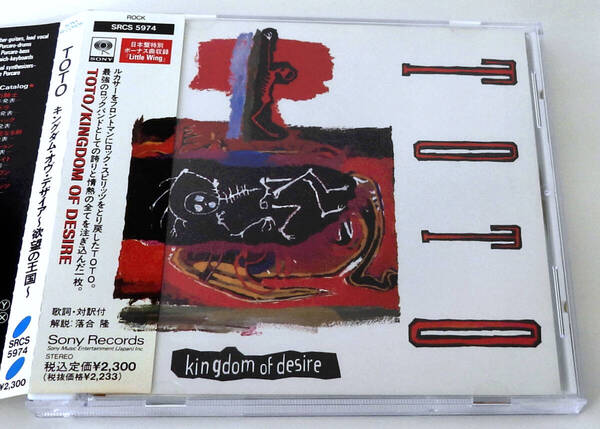 ROCK
SRCS 5974
SONY
日本盤特別
ボーナス曲収録
「Little Wing」
ルカサーをフロントマンにロック・スピリッツをとり戻したTOTO。
最強のロックバンドとしての誇りと情熱の全てを注ぎ込んだ一枚。
TOTO/KINGDOM OF DESIRE
歌詞・対訳付
解説：落合 隆
Sony Records
Sony Music Entertainment (Japan) Inc.
STEREO
税込定価¥2,300
(税抜価格¥2,233)
TOTO
キングダム・オヴ・デザイアー〜欲望の王国〜
SRCS
5974
¥2,300
Catalog
TOTO
kingdom of desire